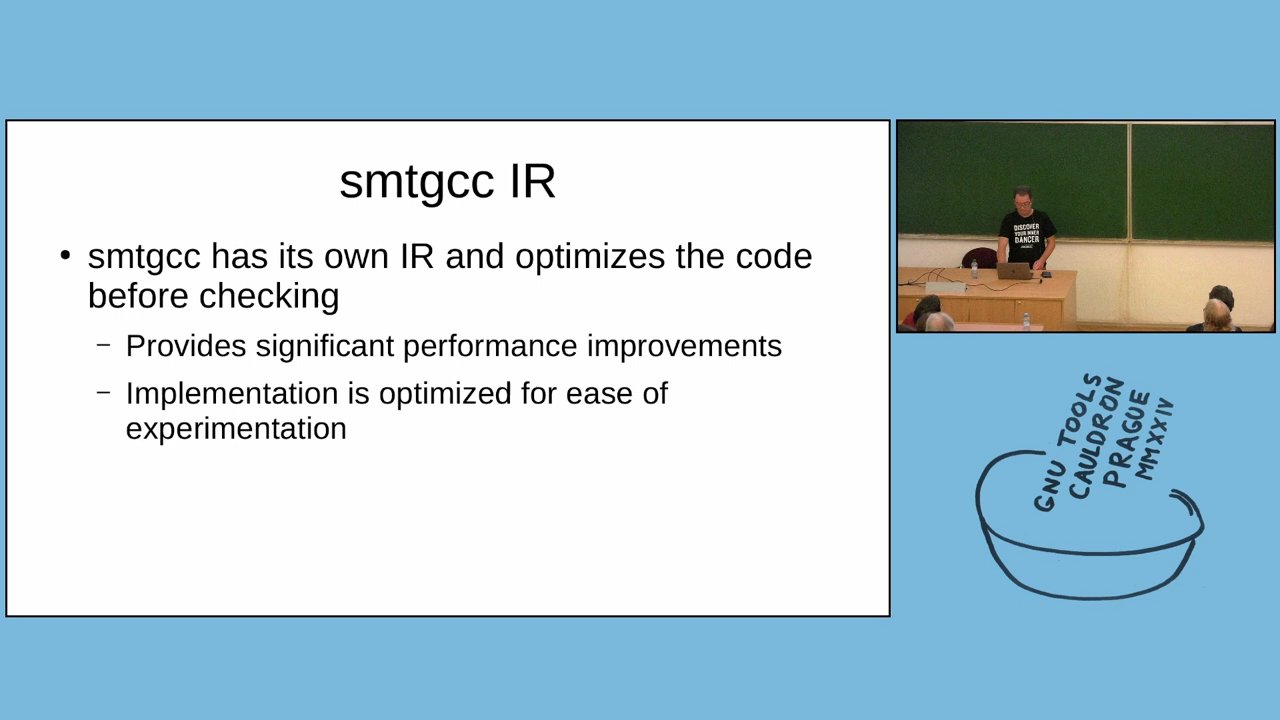 smtgcc IR
• smtgcc has its own IR and optimizes the code
before checking
– Provides significant performance improvements
– Implementation is optimized for ease of
experimentation
DISCOVER
YOUR INNER
DANCER
GNU TOOLS
CAULDRON
PRAGUE
MMXXIV